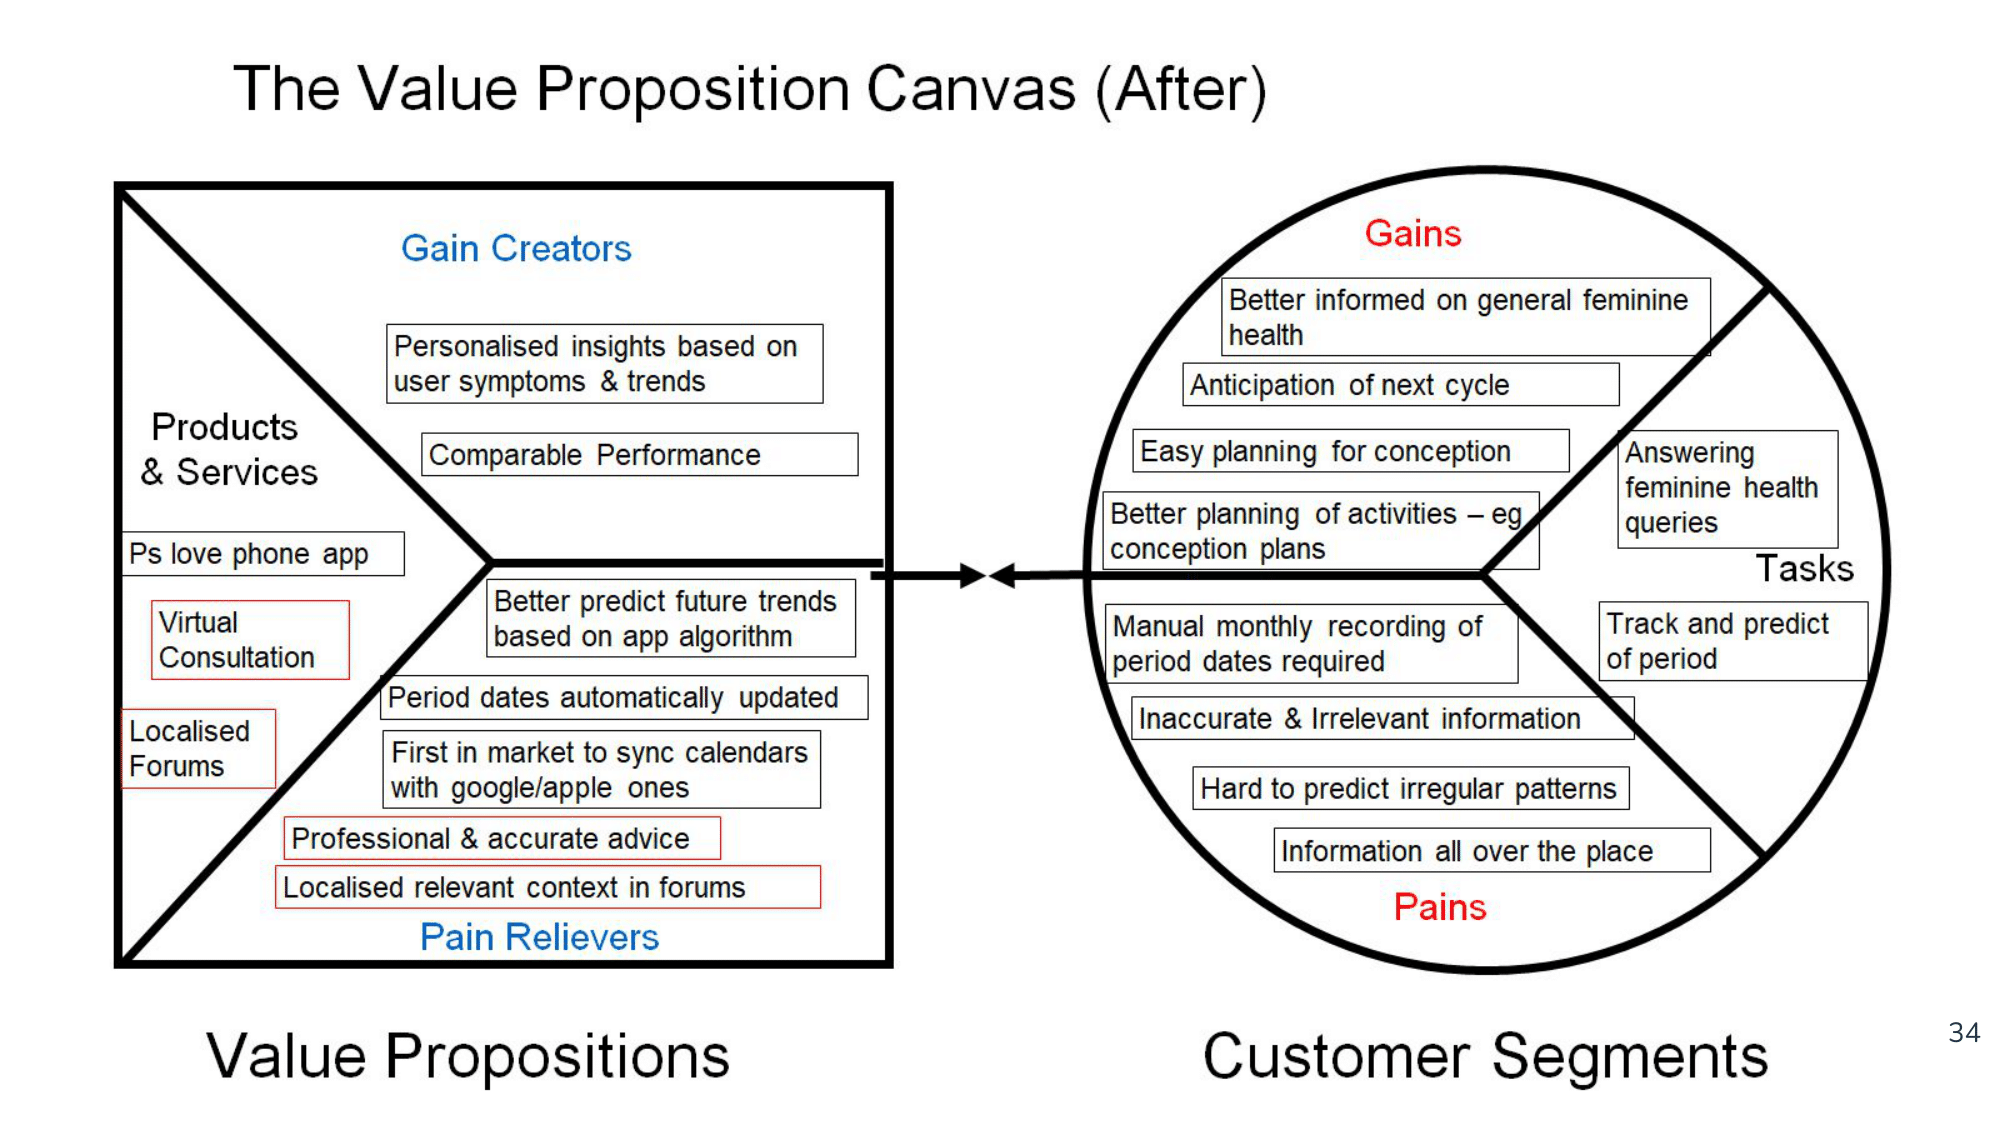 The Value Proposition Canvas (After)
Gain Creators
Personalised insights based on
user symptoms & trends
Comparable Performance
Products
& Services
Ps love phone app
Virtual
Consultation
Localised
Forums
Better predict future trends
based on app algorithm
Period dates automatically updated
First in market to sync calendars
with google/apple ones
Professional & accurate advice
Localised relevant context in forums
Pain Relievers
Value Propositions
Gains
Better informed on general feminine
health
Anticipation of next cycle
Easy planning for conception
Better planning of activities – eg
conception plans
Answering
feminine health
queries
Tasks
Track and predict
of period
Manual monthly recording of
period dates required
Inaccurate & Irrelevant information
Hard to predict irregular patterns
Information all over the place
Pains
Customer Segments
34